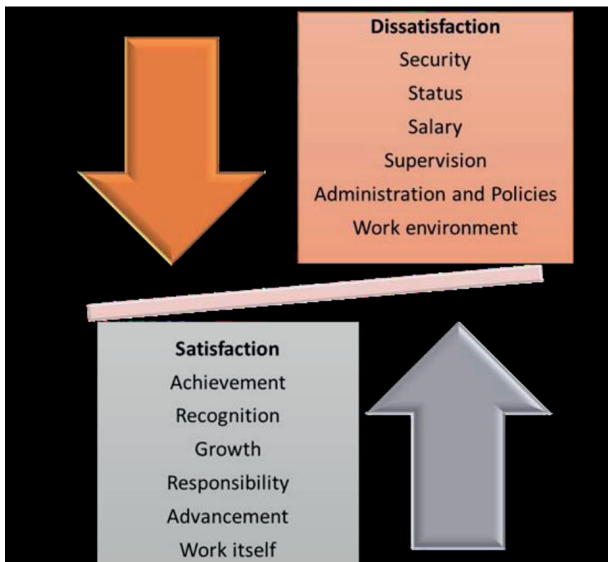 Dissatisfaction
Security
Status
Salary
Supervision
Administration and Policies
Work environment
Satisfaction
Achievement
Recognition
Growth
Responsibility
Advancement
Work itself